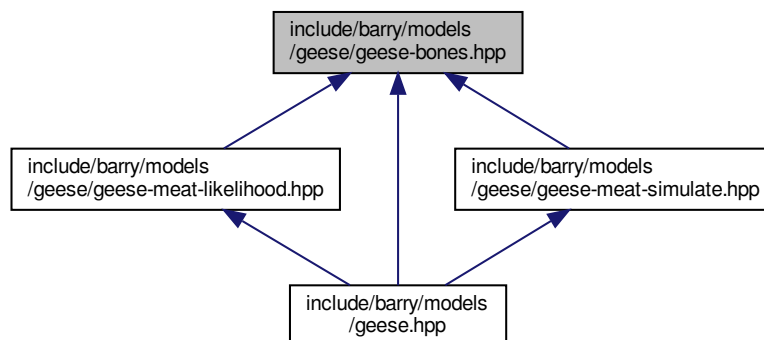 include/barry/models
/geese/geese-bones.hpp
include/barry/models
/geese/geese-meat-likelihood.hpp
include/barry/models
/geese/geese-meat-simulate.hpp
include/barry/models
/geese.hpp